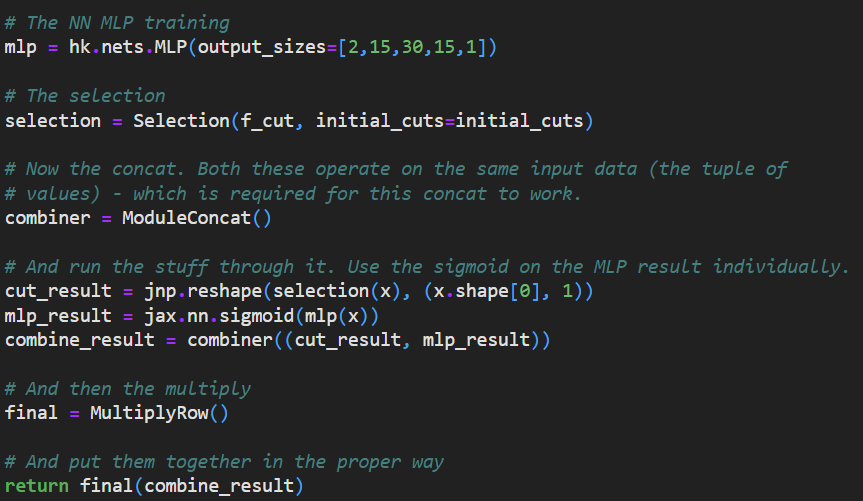 # The NN MLP training
mlp = hk.nets.MLP(output_sizes=[2,15,30,15,1])
# The selection
selection = Selection(f_cut, initial_cuts=initial_cuts)
# Now the concat. Both these operate on the same input data (the tuple of
# values) - which is required for this concat to work.
combiner = ModuleConcat()
# And run the stuff through it. Use the sigmoid on the MLP result individually.
cut_result = jnp.reshape(selection(x), (x.shape[0], 1))
mlp_result = jax.nn.sigmoid(mlp(x))
combine_result = combiner((cut_result, mlp_result))
# And then the multiply
final = MultiplyRow()
# And put them together in the proper way
return final(combine_result)